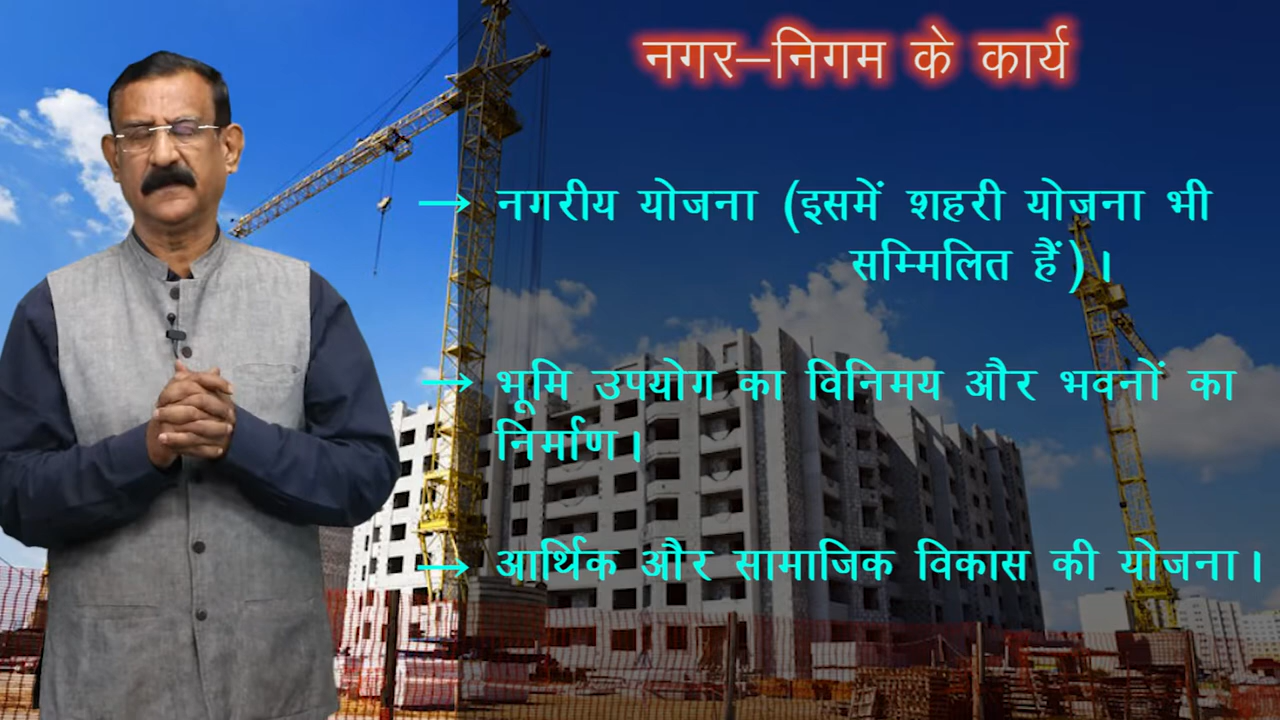 नगर–निगम के कार्य
→ नगरीय योजना (इसमें शहरी योजना भी
सम्मिलित हैं)।
→ भूमि उपयोग का विनिमय और भवनों का
निर्माण।
→ आर्थिक और सामाजिक विकास की योजना।